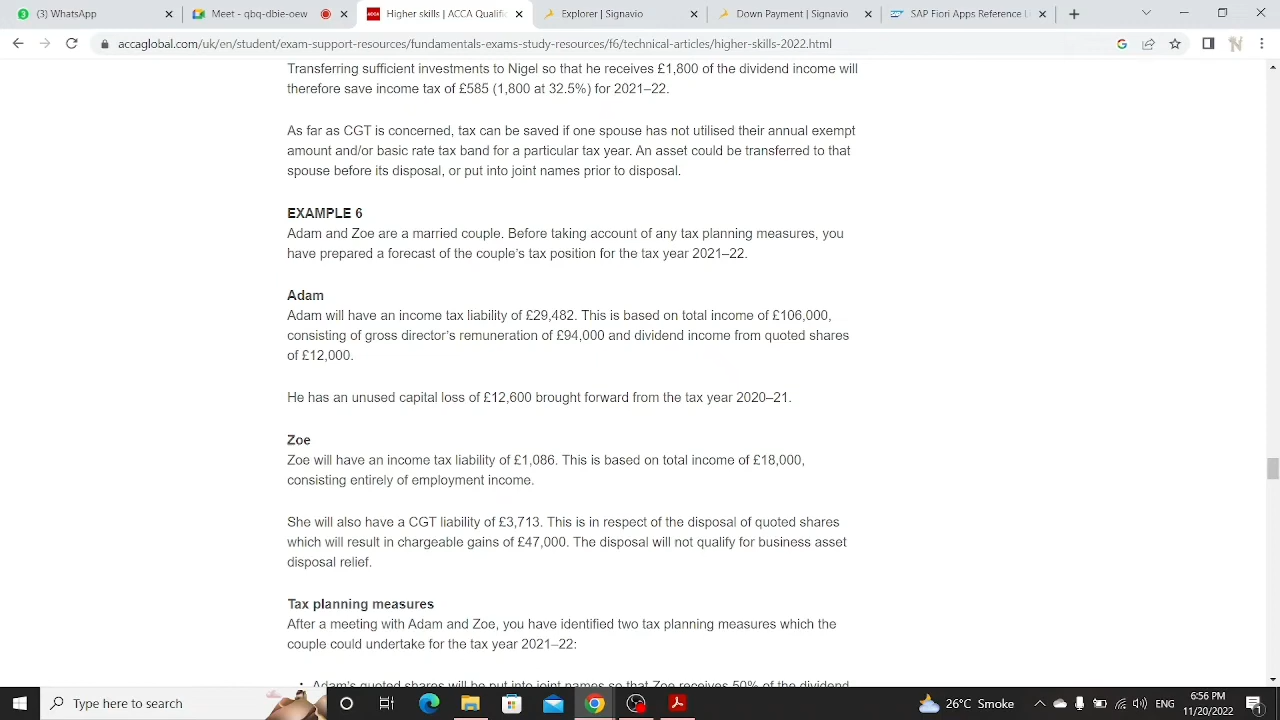 (3) WhatsApp
Meet - qbq-dbie-oew
Higher skills | ACCA Qualific
Explorer | Signavio
Down Payment | Signavio
SAP Fiori Apps Reference L
accaglobal.com/uk/en/student/exam-support-resources/fundamentals-exams-study-resources/f6/technical-articles/higher-skills-2022.html
Transferring sufficient investments to Nigel so that he receives £1,800 of the dividend income will
therefore save income tax of £585 (1,800 at 32.5%) for 2021–22.
As far as CGT is concerned, tax can be saved if one spouse has not utilised their annual exempt
amount and/or basic rate tax band for a particular tax year. An asset could be transferred to that
spouse before its disposal, or put into joint names prior to disposal.
EXAMPLE 6
Adam and Zoe are a married couple. Before taking account of any tax planning measures, you
have prepared a forecast of the couple’s tax position for the tax year 2021–22.
Adam
Adam will have an income tax liability of £29,482. This is based on total income of £106,000,
consisting of gross director’s remuneration of £94,000 and dividend income from quoted shares
of £12,000.
He has an unused capital loss of £12,600 brought forward from the tax year 2020–21.
Zoe
Zoe will have an income tax liability of £1,086. This is based on total income of £18,000,
consisting entirely of employment income.
She will also have a CGT liability of £3,713. This is in respect of the disposal of quoted shares
which will result in chargeable gains of £47,000. The disposal will not qualify for business asset
disposal relief.
Tax planning measures
After a meeting with Adam and Zoe, you have identified two tax planning measures which the
couple could undertake for the tax year 2021–22:
• Adam’s quoted shares will be put into joint names so that Zoe receives 50% of the dividend
Type here to search
26°C Smoke
ENG
6:56 PM
11/20/2022
1